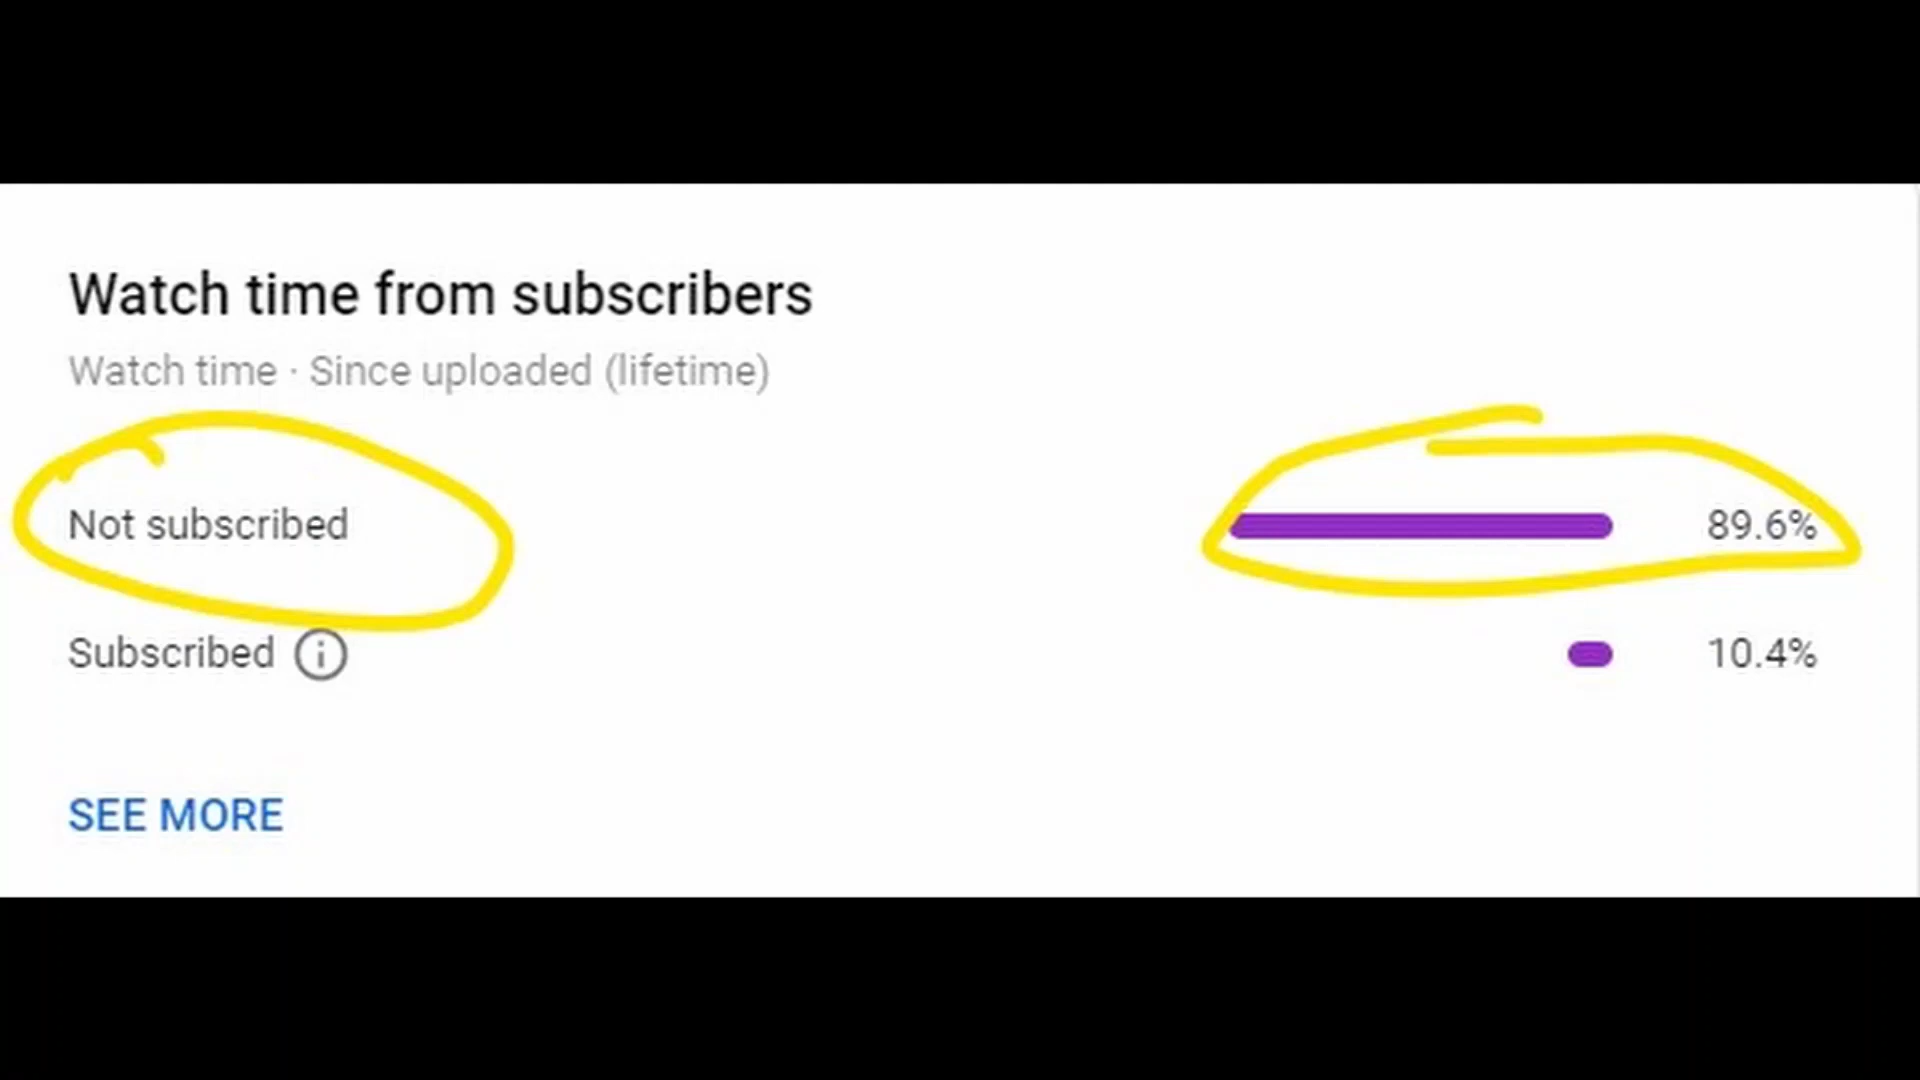 Watch time from subscribers
Watch time · Since uploaded (lifetime)
Not subscribed 89.6%
Subscribed 10.4%
SEE MORE